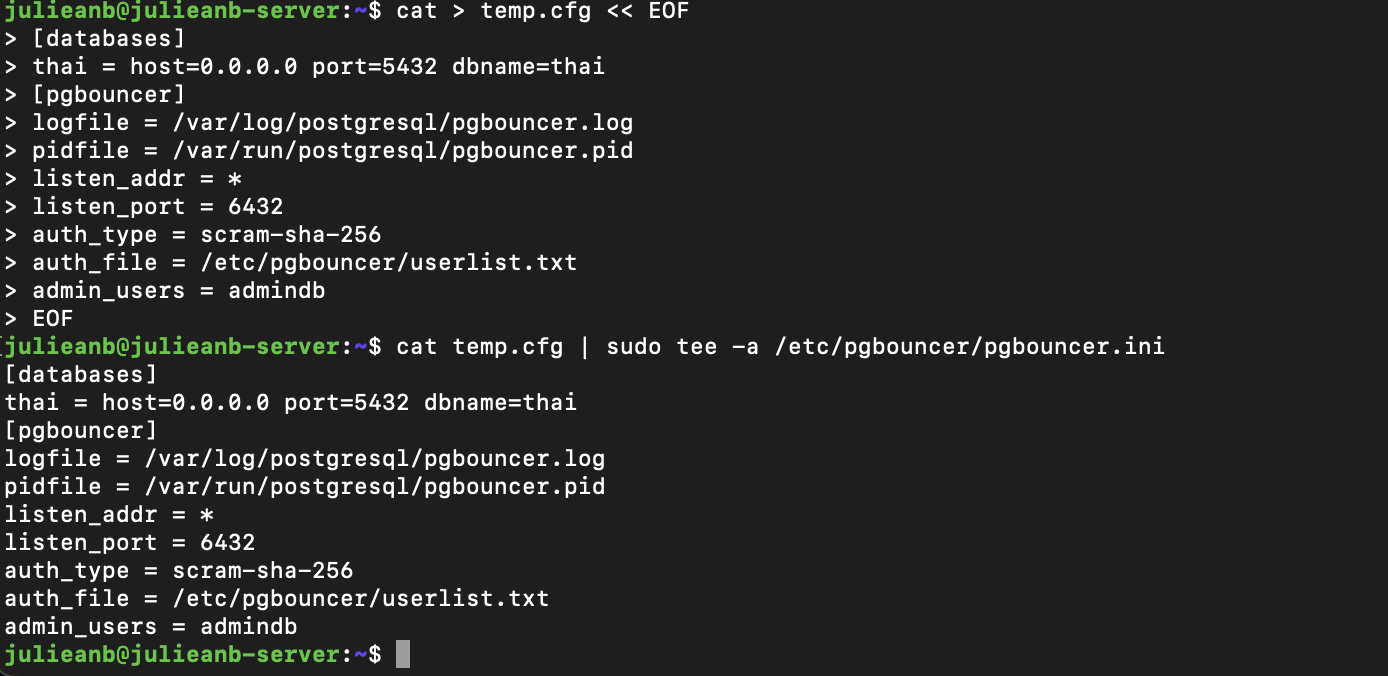 julieanb@julieanb-server:~$ cat > temp.cfg << EOF
> [databases]
> thai = host=0.0.0.0 port=5432 dbname=thai
> [pgbouncer]
> logfile = /var/log/postgresql/pgbouncer.log
> pidfile = /var/run/postgresql/pgbouncer.pid
> listen_addr = *
> listen_port = 6432
> auth_type = scram-sha-256
> auth_file = /etc/pgbouncer/userlist.txt
> admin_users = admindb
> EOF
julieanb@julieanb-server:~$ cat temp.cfg | sudo tee -a /etc/pgbouncer/pgbouncer.ini
[databases]
thai = host=0.0.0.0 port=5432 dbname=thai
[pgbouncer]
logfile = /var/log/postgresql/pgbouncer.log
pidfile = /var/run/postgresql/pgbouncer.pid
listen_addr = *
listen_port = 6432
auth_type = scram-sha-256
auth_file = /etc/pgbouncer/userlist.txt
admin_users = admindb
julieanb@julieanb-server:~$